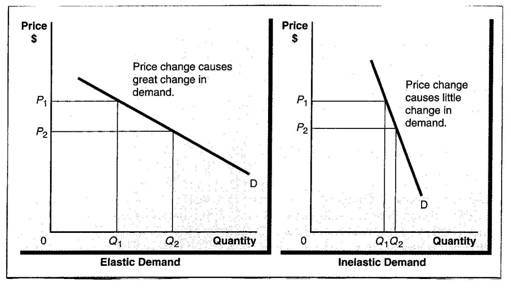 Price
$
Price change causes
great change in
demand.
P1
P2
D
0
Q1
Q2
Quantity
Elastic Demand
Price
$
Price change
causes little
change in
demand.
P1
P2
D
0
Q1 Q2
Quantity
Inelastic Demand